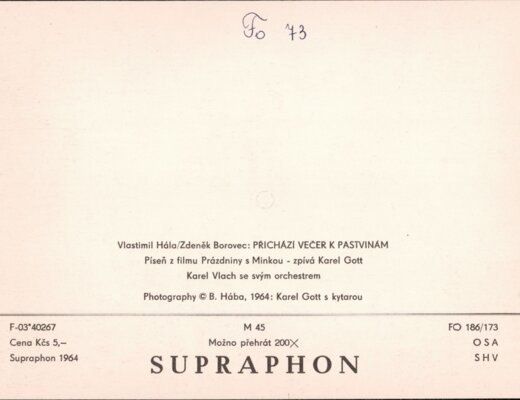 Fo 73
Vlastimil Hála/Zdeněk Borovec: PŘICHÁZÍ VEČER K PASTVINÁM
Píseň z filmu Prázdniny s Minkou - zpívá Karel Gott
Karel Vlach se svým orchestrem
Photography © B. Hába, 1964: Karel Gott s kytarou
F-03*40267 M 45 FO 186/173
Cena Kčs 5,– Možno přehrát 200X OSA
Supraphon 1964 SUPRAPHON SHV